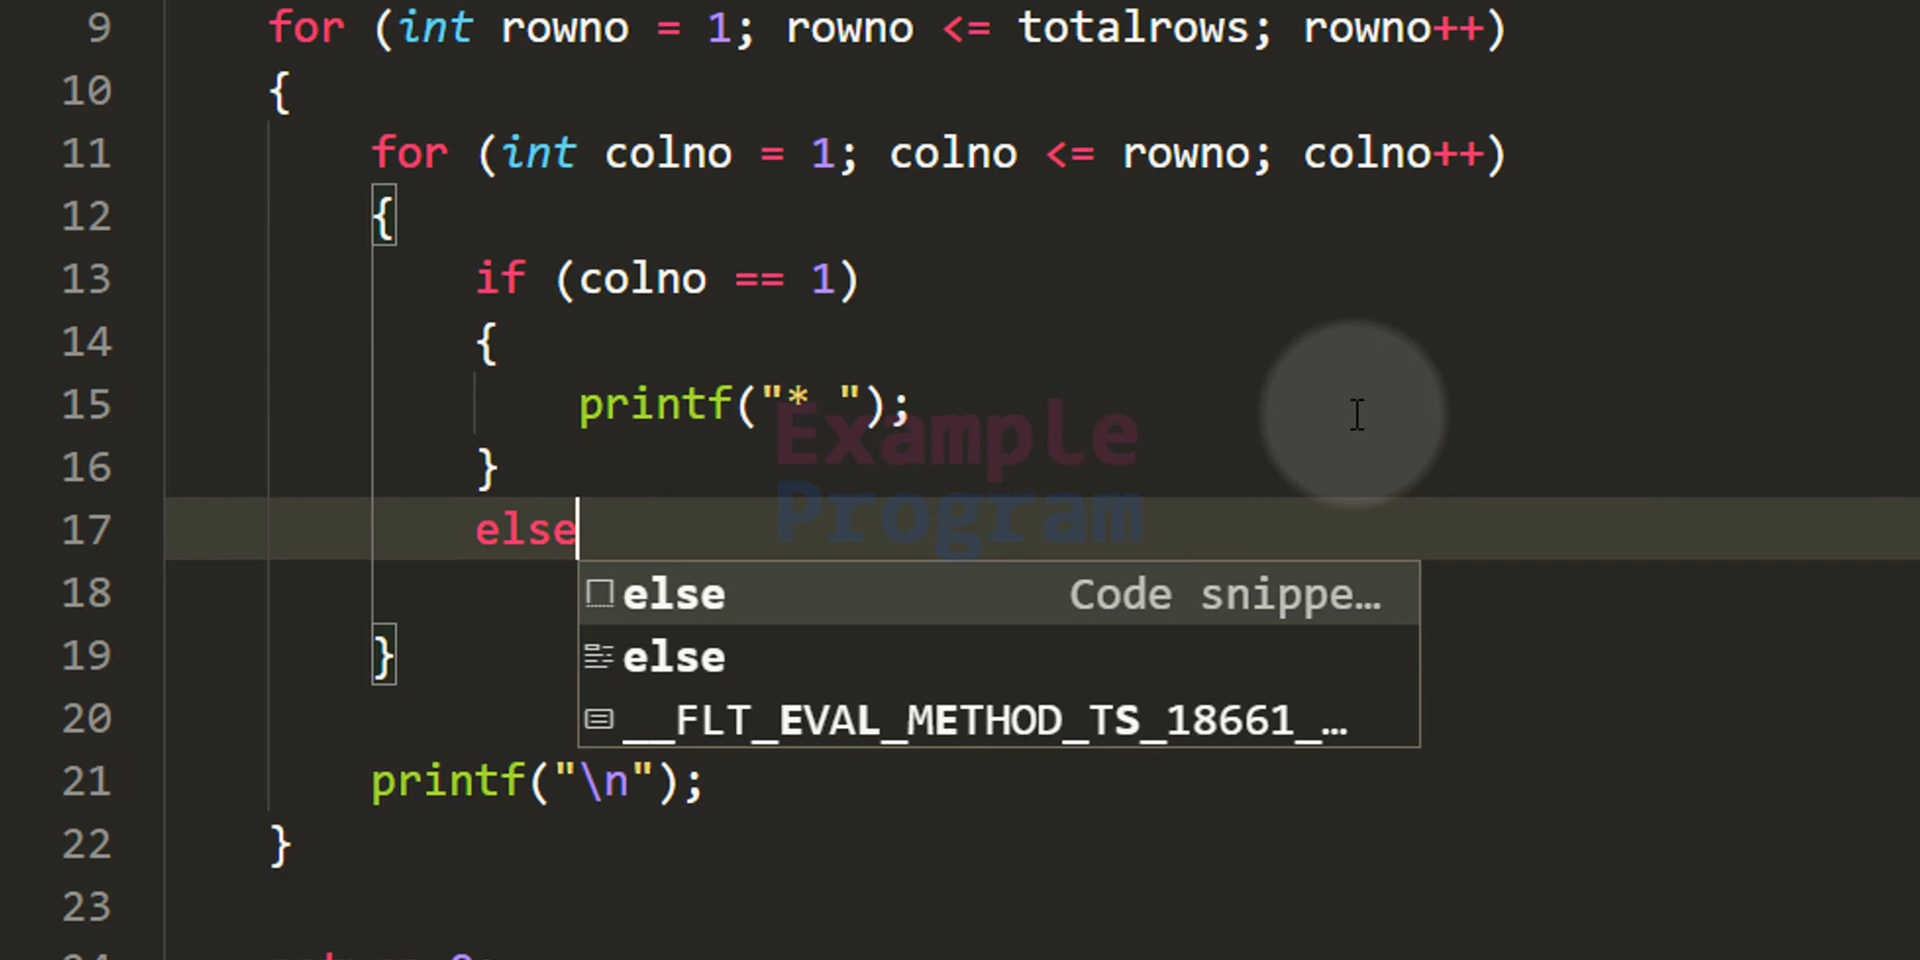 9 for (int rowno = 1; rowno <= totalrows; rowno++)
10 {
11 for (int colno = 1; colno <= rowno; colno++)
12 {
13 if (colno == 1)
14 {
15 printf("* ");
Example
16 }
Program
17 else
18 else Code snippe…
19 } else
20 __FLT_EVAL_METHOD_TS_18661_…
21 printf("\n");
22 }
23